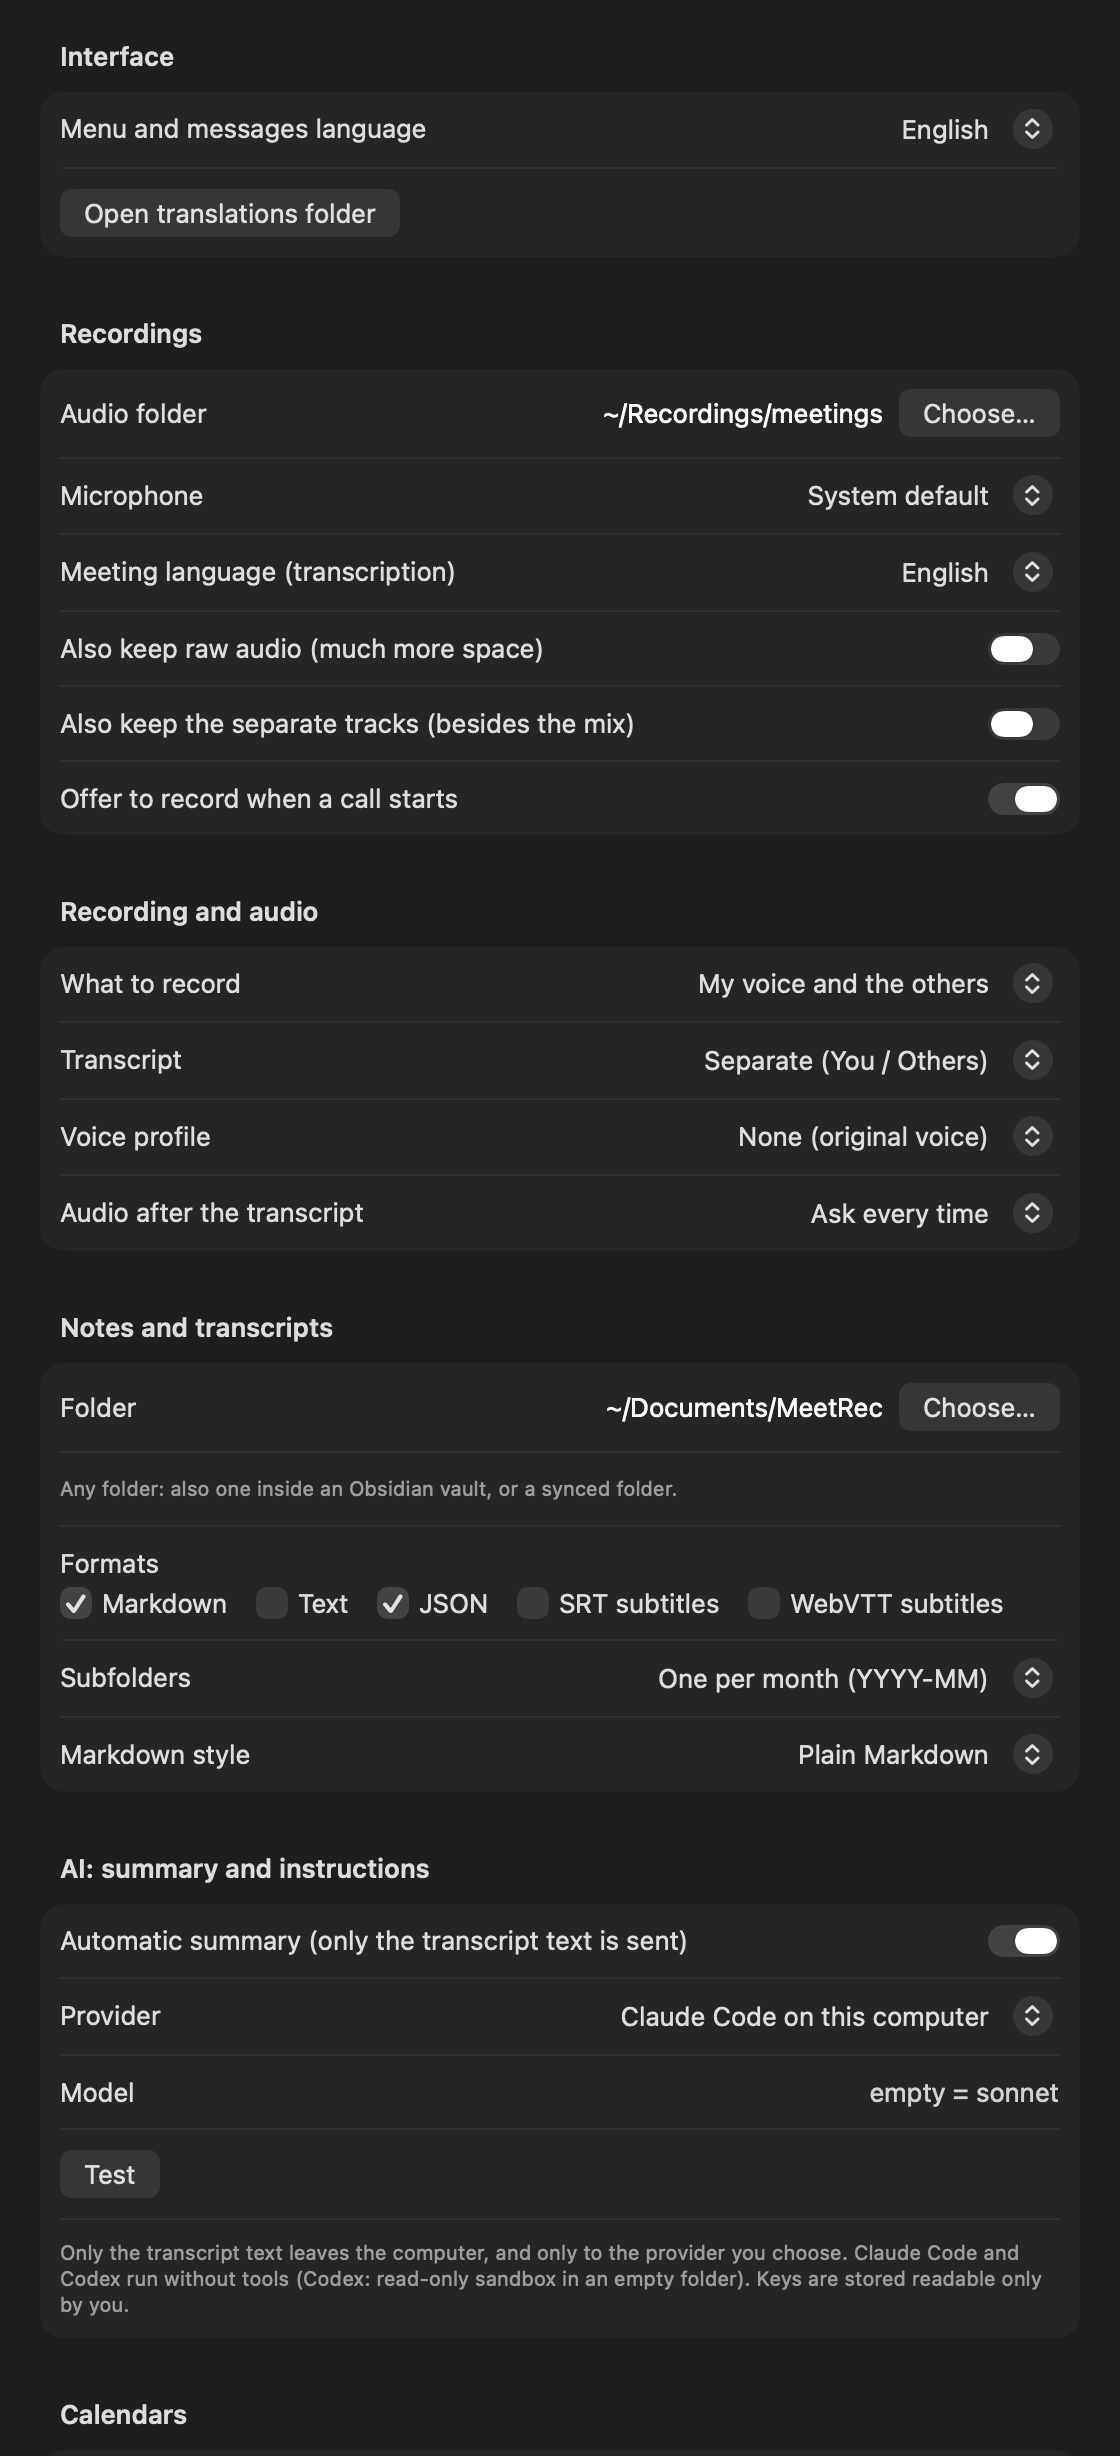 Interface
Menu and messages language English
Open translations folder
Recordings
Audio folder ~/Recordings/meetings Choose...
Microphone System default
Meeting language (transcription) English
Also keep raw audio (much more space)
Also keep the separate tracks (besides the mix)
Offer to record when a call starts
Recording and audio
What to record My voice and the others
Transcript Separate (You / Others)
Voice profile None (original voice)
Audio after the transcript Ask every time
Notes and transcripts
Folder ~/Documents/MeetRec Choose...
Any folder: also one inside an Obsidian vault, or a synced folder.
Formats
Markdown Text JSON SRT subtitles WebVTT subtitles
Subfolders One per month (YYYY-MM)
Markdown style Plain Markdown
AI: summary and instructions
Automatic summary (only the transcript text is sent)
Provider Claude Code on this computer
Model empty = sonnet
Test
Only the transcript text leaves the computer, and only to the provider you choose. Claude Code and
Codex run without tools (Codex: read-only sandbox in an empty folder). Keys are stored readable only
by you.
Calendars